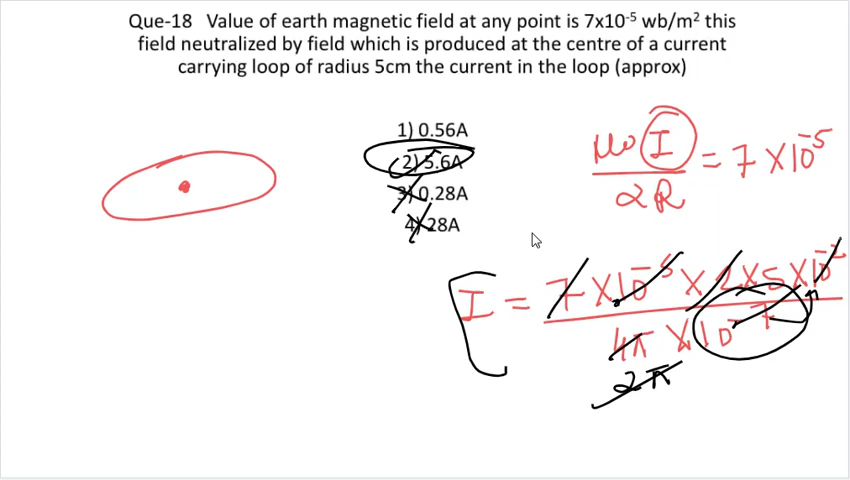 Que-18 Value of earth magnetic field at any point is 7x10⁻⁵ wb/m² this
field neutralized by field which is produced at the centre of a current
carrying loop of radius 5cm the current in the loop (approx)
1) 0.56A
2) 5.6A
3) 0.28A
4) 28A
μ₀ I / 2R = 7 × 10⁻⁵
I = 7 × 10⁻⁵ × 2 × 5 × 10⁻² / 4π × 10⁻⁷
2π